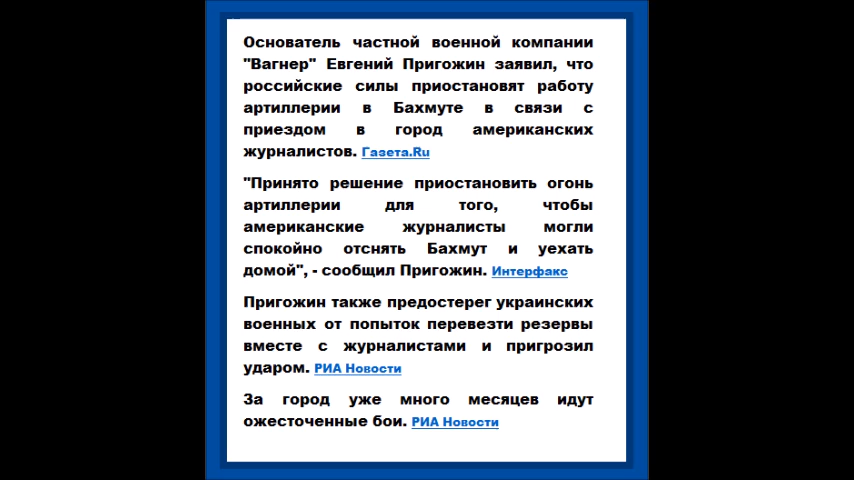 Основатель частной военной компании
"Вагнер" Евгений Пригожин заявил, что
российские силы приостановят работу
артиллерии в Бахмуте в связи с
приездом в город американских
журналистов. Газета.Ru
"Принято решение приостановить огонь
артиллерии для того, чтобы
американские журналисты могли
спокойно отснять Бахмут и уехать
домой", - сообщил Пригожин. Интерфакс
Пригожин также предостерег украинских
военных от попыток перевезти резервы
вместе с журналистами и пригрозил
ударом. РИА Новости
За город уже много месяцев идут
ожесточенные бои. РИА Новости